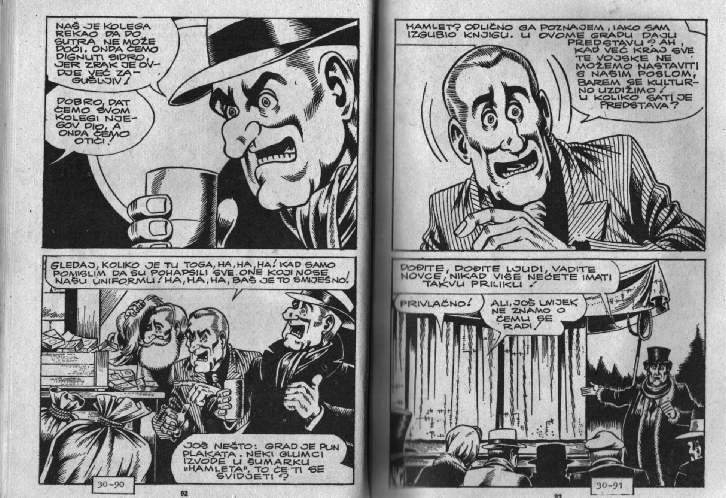 NAŠ JE KOLEGA
REKAO DA DO
SUTRA NE MOŽE
DOĆI. ONDA ĆEMO
DIGNUTI SIDRO,
JER ZRAK JE OV-
DJE VEĆ ZA-
GUŠLJIV!
DOBRO, DAT
ĆEMO SVOM
KOLEGI NJE-
GOV DIO, A
ONDA ĆEMO
OTIĆI!
GLEDAJ, KOLIKO JE TU TOGA, HA, HA, HA! KAD SAMO
POMISLIM DA SU POHAPSILI SVE ONE KOJI NOSE
NAŠU UNIFORMU! HA, HA, HA, BAŠ JE TO SMIJEŠNO!
JOŠ NEŠTO: GRAD JE PUN
PLAKATA. NEKI GLUMCI
IZVODE U ŠUMARKU
„HAMLETA", TO ĆE TI SE
SVIDJETI?
30-90
92
HAMLET? ODLIČNO GA POZNAJEM, IAKO SAM
IZGUBIO KNJIGU. U OVOME GRADU DAJU
PREDSTAVU? AH,
KAD VEĆ KRAJ SVE
TE VOJSKE NE
MOŽEMO NASTAVITI
S NAŠIM POSLOM,
BAREM SE KULTUR-
NO UZDIŽIMO!
U KOLIKO SATI JE
PREDSTAVA?
DOĐITE, DOĐITE LJUDI, VADITE
NOVCE, NIKAD VIŠE NEĆETE IMATI
TAKVU PRILIKU!
PRIVLAČNO!
ALI, JOŠ UVIJEK
NE ZNAMO O
ČEMU SE
RADI!
30-91
93